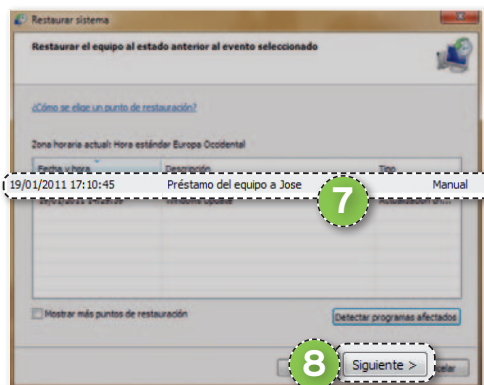 Restaurar sistema
Restaurar el equipo al estado anterior al evento seleccionado
¿Cómo se elige un punto de restauración?
Zona horaria actual: Hora estándar Europa Occidental
Fecha y hora Descripción Tipo
19/01/2011 17:10:45 Préstamo del equipo a Jose Manual
7
Mostrar más puntos de restauración
Detectar programas afectados
8 Siguiente >